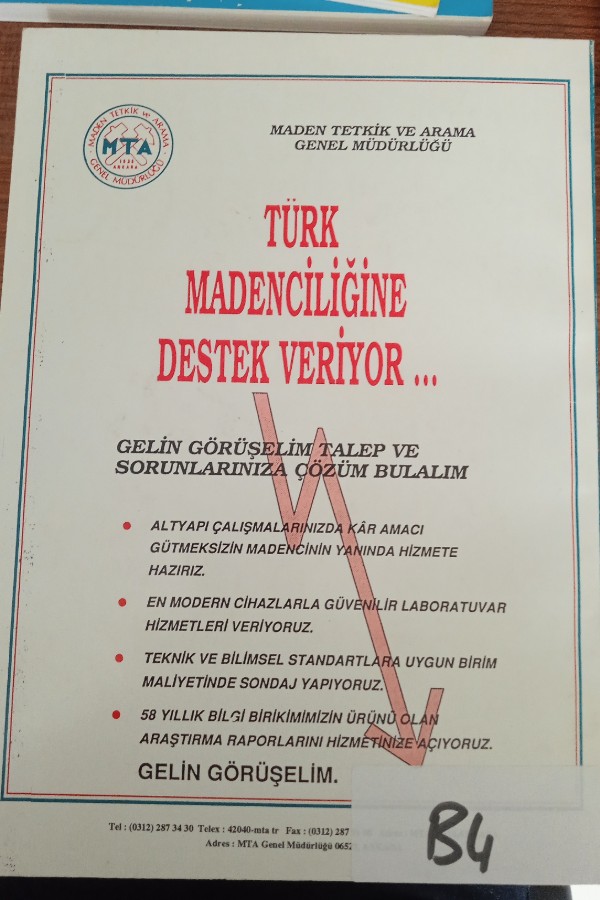 MADEN TETKİK ve ARAMA
MTA
1935
ANKARA
GENEL MÜDÜRLÜĞÜ
MADEN TETKİK VE ARAMA
GENEL MÜDÜRLÜĞÜ
TÜRK
MADENCİLİĞİNE
DESTEK VERİYOR ...
GELİN GÖRÜŞELİM TALEP VE
SORUNLARINIZA ÇÖZÜM BULALIM
• ALTYAPI ÇALIŞMALARINIZDA KÂR AMACI
GÜTMEKSİZİN MADENCİNİN YANINDA HİZMETE
HAZIRIZ.
• EN MODERN CİHAZLARLA GÜVENİLİR LABORATUVAR
HİZMETLERİ VERİYORUZ.
• TEKNİK VE BİLİMSEL STANDARTLARA UYGUN BİRİM
MALİYETİNDE SONDAJ YAPIYORUZ.
• 58 YILLIK BİLGİ BİRİKİMİMİZİN ÜRÜNÜ OLAN
ARAŞTIRMA RAPORLARINI HİZMETİNİZE AÇIYORUZ.
GELİN GÖRÜŞELİM.
Tel : (0312) 287 34 30 Telex : 42040-mta tr Fax : (0312) 287
Adres : MTA Genel Müdürlüğü 0652
B4